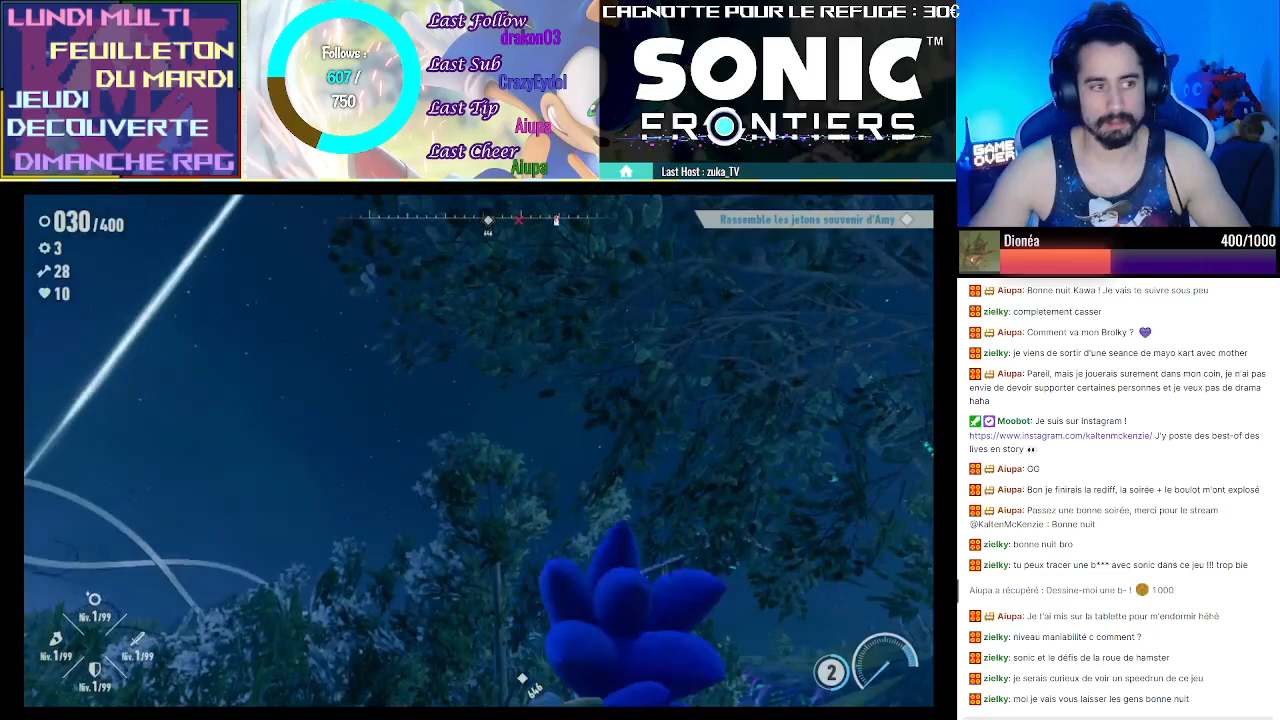 LUNDI MULTI
FEUILLETON
DU MARDI
JEUDI
DECOUVERTE
DIMANCHE RPG
Follows :
607 /
750
Last Follow
drakon03
Last Sub
CrazyEydol
Last Tip
Aiupa
Last Cheer
Aiupa
CAGNOTTE POUR LE REFUGE : 30€
SONIC™
FRONTIERS
Last Host : zuka_TV
GAME
OVER
Dionéa 400/1000
030/400
3
28
10
Rassemble les jetons souvenir d'Amy
Niv. 1/99
Niv. 1/99 Niv. 1/99
Niv. 1/99
646
2
Aiupa: Bonne nuit Kawa ! Je vais te suivre sous peu
zielky: completement casser
Aiupa: Comment va mon Brolky ? 💜
zielky: je viens de sortir d'une seance de mayo kart avec mother
Aiupa: Pareil, mais je jouerais surement dans mon coin, je n'ai pas
envie de devoir supporter certaines personnes et je veux pas de drama
haha
Moobot: Je suis sur Instagram !
https://www.instagram.com/kaltenmckenzie/ J'y poste des best-of des
lives en story 👀
Aiupa: GG
Aiupa: Bon je finirais la rediff, la soirée + le boulot m'ont explosé
Aiupa: Passez une bonne soirée, merci pour le stream
@KaltenMcKenzie : Bonne nuit
zielky: bonne nuit bro
zielky: tu peux tracer une b*** avec sonic dans ce jeu !!! trop bie
Aiupa a récupéré : Dessine-moi une b- ! 1000
Aiupa: Je t'ai mis sur la tablette pour m'endormir héhé
zielky: niveau maniabilité c comment ?
zielky: sonic et le défis de la roue de hamster
zielky: je serais curieux de voir un speedrun de ce jeu
zielky: moi je vais vous laisser les gens bonne nuit